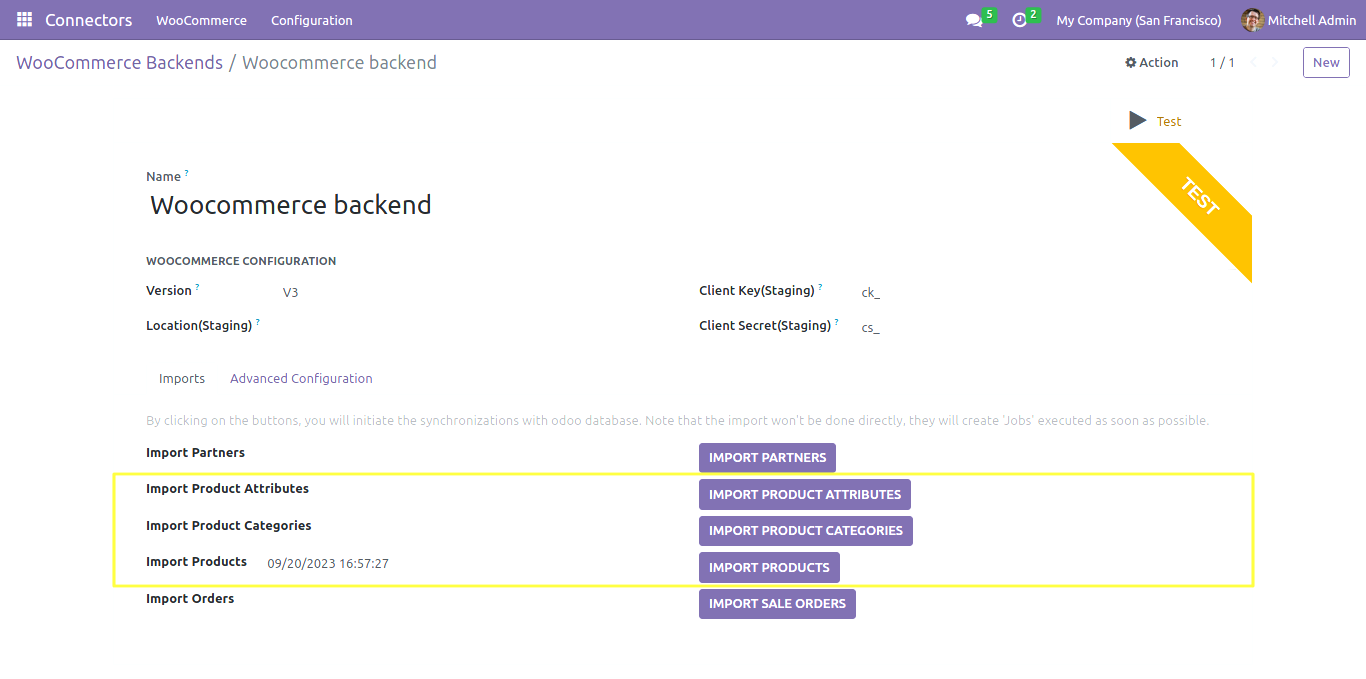 Connectors WooCommerce Configuration 5 2 My Company (San Francisco) Mitchell Admin
WooCommerce Backends / Woocommerce backend Action 1 / 1 New
Test
TEST
Name ?
Woocommerce backend
WOOCOMMERCE CONFIGURATION
Version ? V3 Client Key(Staging) ? ck_
Location(Staging) ? Client Secret(Staging) ? cs_
Imports Advanced Configuration
By clicking on the buttons, you will initiate the synchronizations with odoo database. Note that the import won't be done directly, they will create 'Jobs' executed as soon as possible.
Import Partners IMPORT PARTNERS
Import Product Attributes IMPORT PRODUCT ATTRIBUTES
Import Product Categories IMPORT PRODUCT CATEGORIES
Import Products 09/20/2023 16:57:27 IMPORT PRODUCTS
Import Orders IMPORT SALE ORDERS